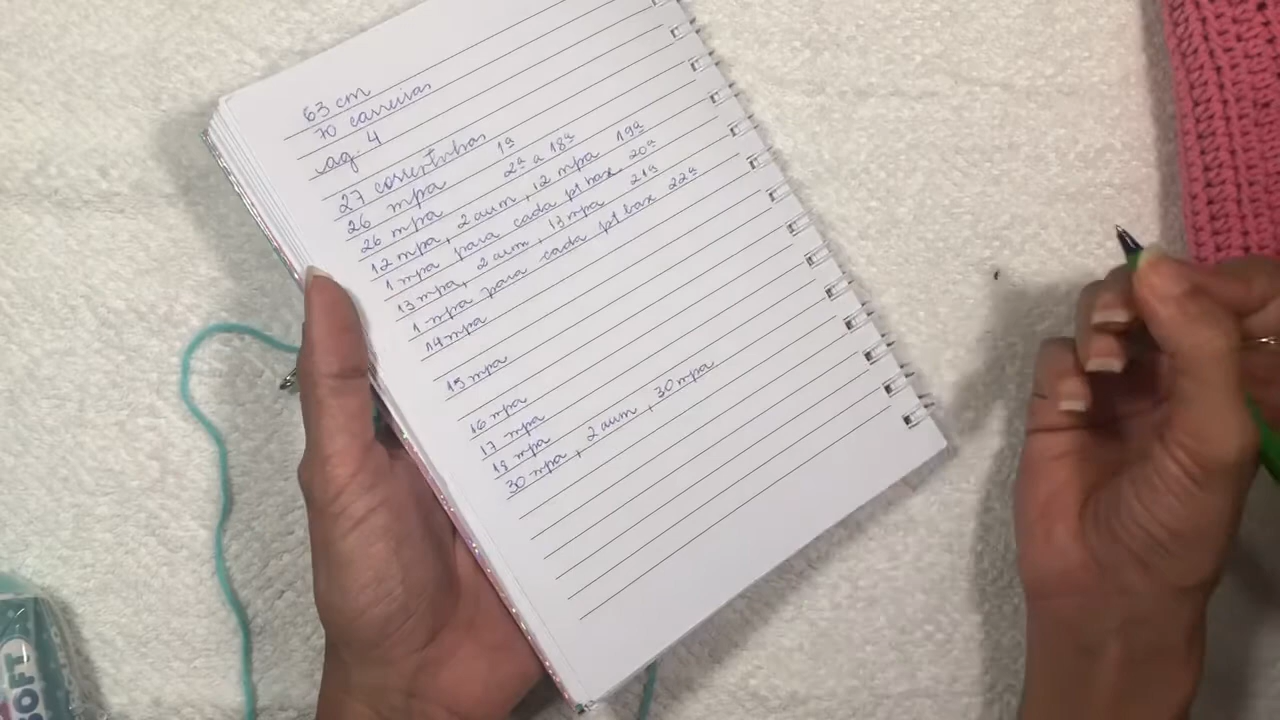 63 cm
70 carreiras
ag. 4
27 correntinhas
26 mpa 1ª
26 mpa 2ª a 18ª
12 mpa, 2 aum, 12 mpa 19ª
1 mpa para cada pt base 20ª
13 mpa, 2 aum, 13 mpa 21ª
1 mpa para cada pt base 22ª
14 mpa
15 mpa
16 mpa
17 mpa
18 mpa
30 mpa, 2 aum, 30 mpa
SOFT